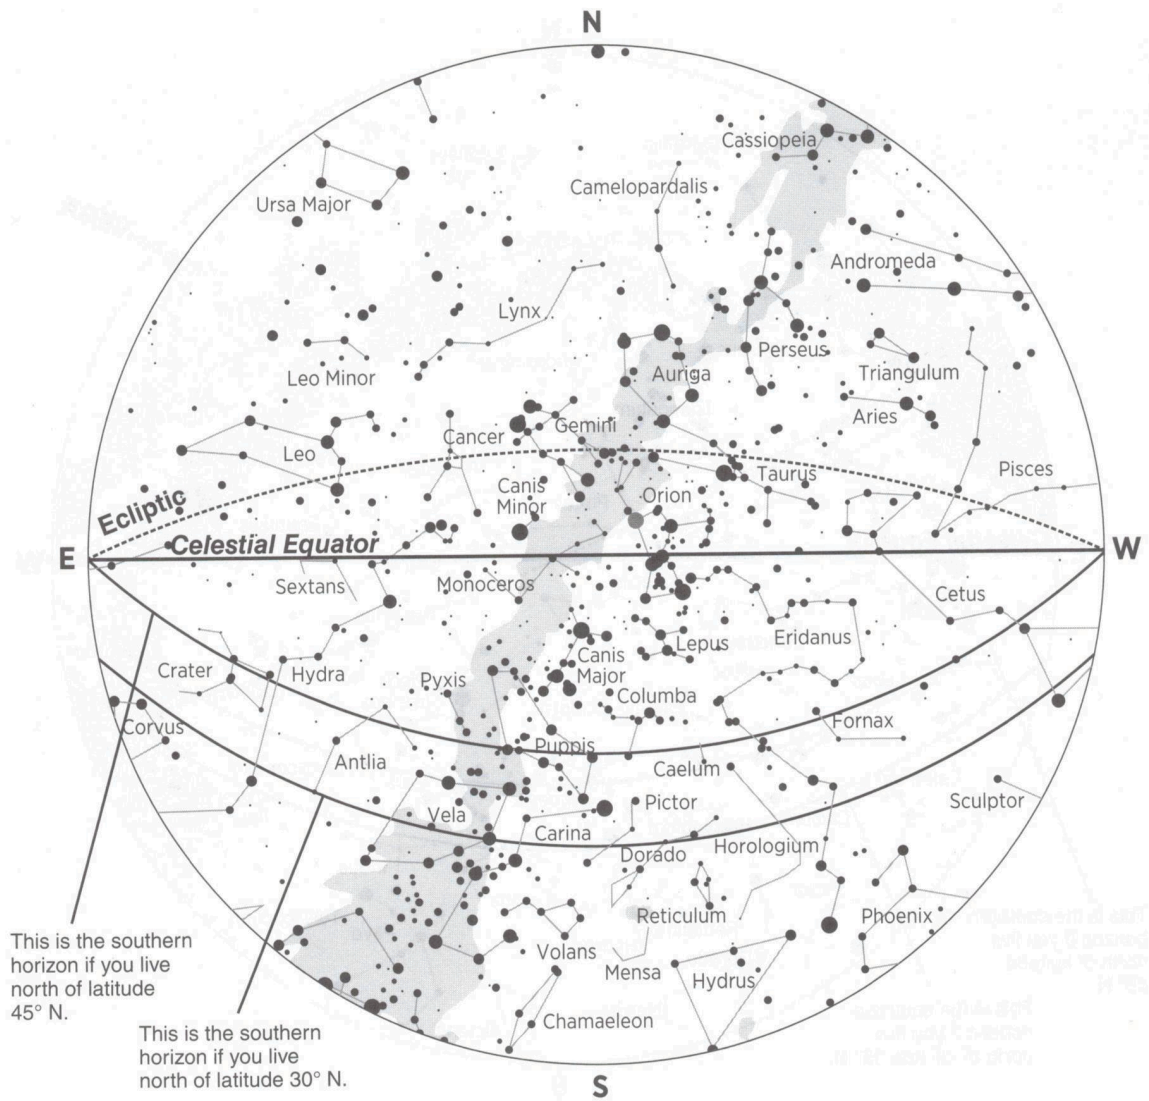 N
Cassiopeia
Camelopardalis
Ursa Major
Andromeda
Lynx
Perseus
Leo Minor
Auriga
Triangulum
Aries
Gemini
Cancer
Leo
Taurus
Pisces
Canis
Minor
Orion
Ecliptic
Celestial Equator
E
W
Sextans
Monoceros
Cetus
Eridanus
Lepus
Crater
Hydra
Canis
Major
Pyxis
Columba
Corvus
Fornax
Puppis
Antlia
Caelum
Sculptor
Pictor
Vela
Carina
Dorado
Horologium
Reticulum
Phoenix
Volans
Mensa
Hydrus
Chamaeleon
This is the southern
horizon if you live
north of latitude
45° N.
This is the southern
horizon if you live
north of latitude 30° N.
S